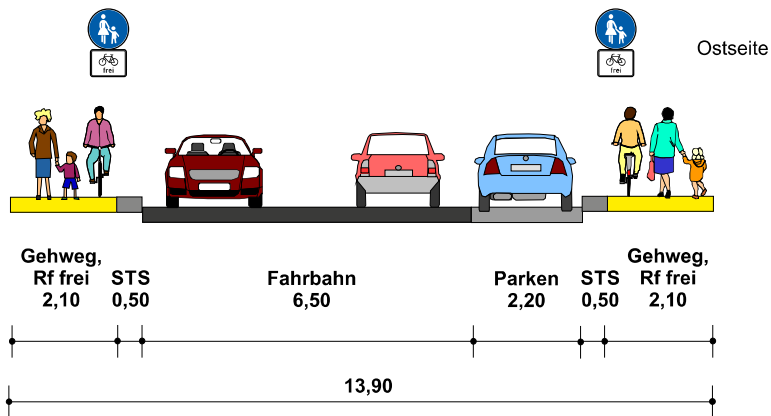 Ostseite
frei
frei
Gehweg,
Rf frei
2,10
STS
0,50
Fahrbahn
6,50
Parken
2,20
STS
0,50
Gehweg,
Rf frei
2,10
13,90